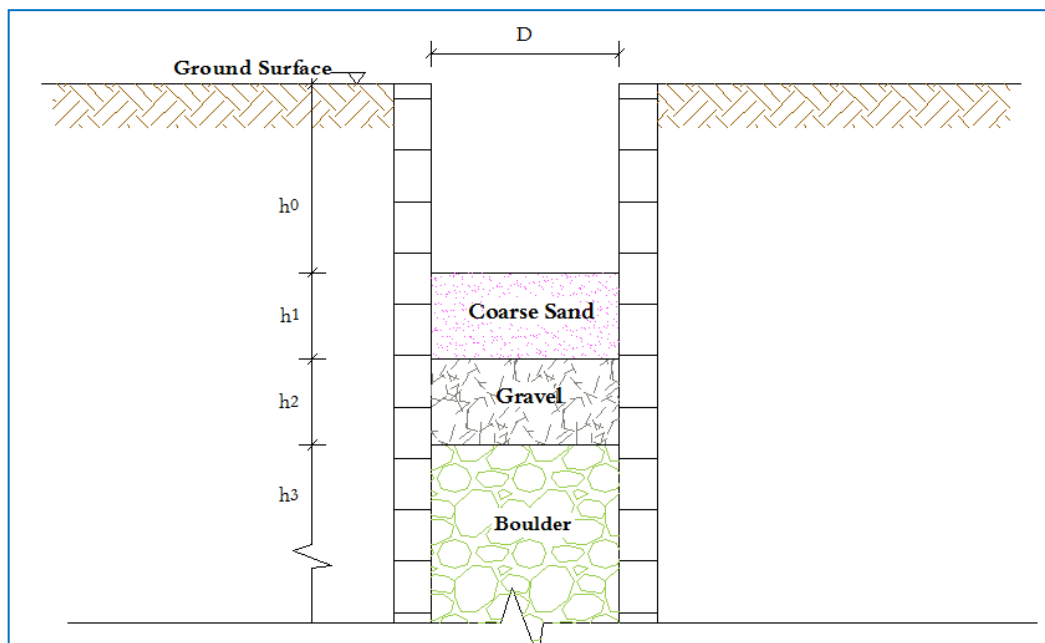 D
Ground Surface
h0
h1
Coarse Sand
h2
Gravel
h3
Boulder